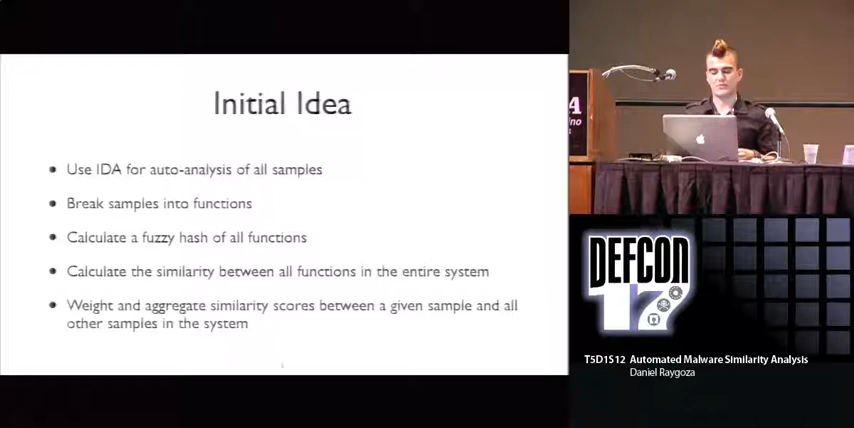 Initial Idea
Use IDA for auto-analysis of all samples
Break samples into functions
Calculate a fuzzy hash of all functions
Calculate the similarity between all functions in the entire system
Weight and aggregate similarity scores between a given sample and all
other samples in the system
DEFCON
17
T5D1S12 Automated Malware Similarity Analysis
Daniel Raygoza